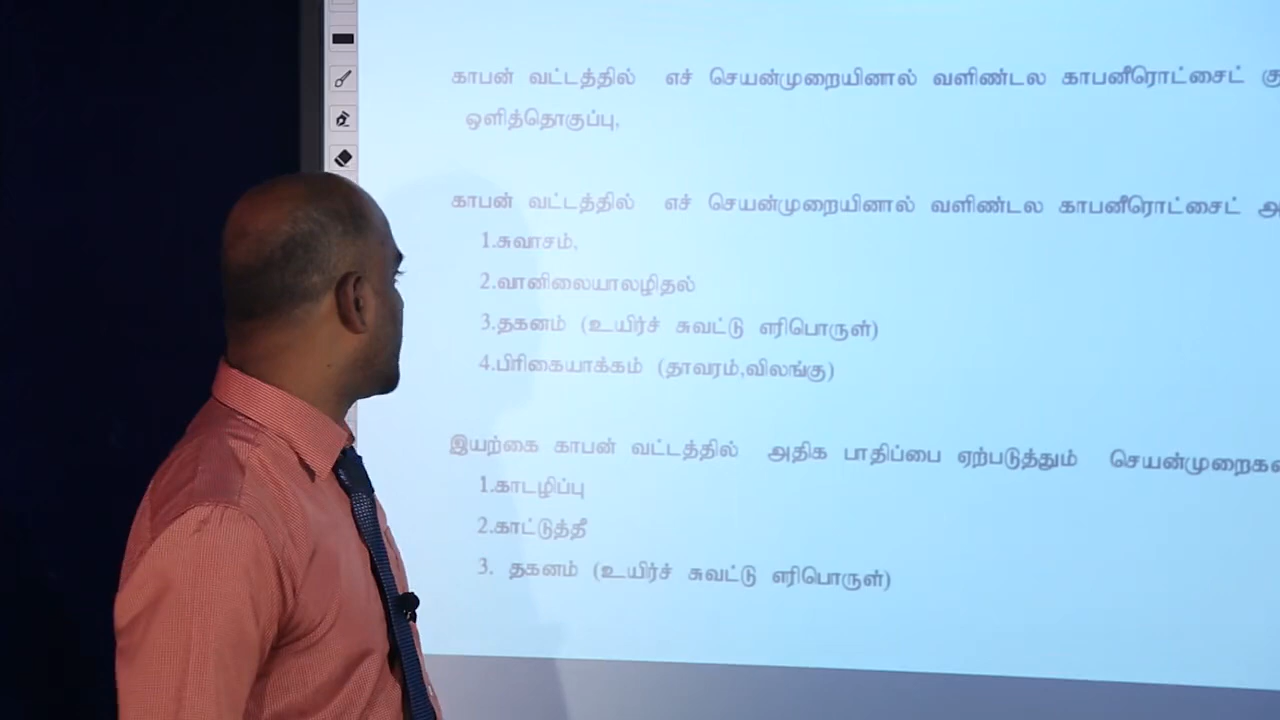 காபன் வட்டத்தில் எச் செயன்முறையினால் வளிண்டல காபனீரொட்சைட்
ஒளித்தொகுப்பு,
காபன் வட்டத்தில் எச் செயன்முறையினால் வளிண்டல காபனீரொட்சைட்
1.சுவாசம்,
2.வானிலையாலழிதல்
3.தகனம் (உயிர்ச் சுவட்டு எரிபொருள்)
4.பிரிகையாக்கம் (தாவரம்,விலங்கு)
இயற்கை காபன் வட்டத்தில் அதிக பாதிப்பை ஏற்படுத்தும்
1.காடழிப்பு
2.காட்டுத்தீ
3. தகனம் (உயிர்ச் சுவட்டு எரிபொருள்)